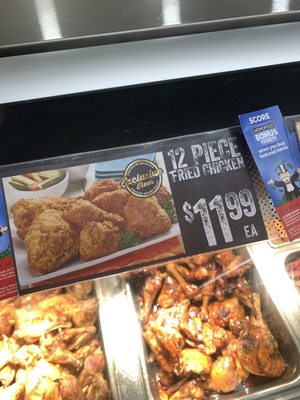 12 PIECE
FRIED CHICKEN
$11.99
EA
Exclusive
Item
SCORE
MONOPOLY
BONUS
TICKETS
when you buy
featured items